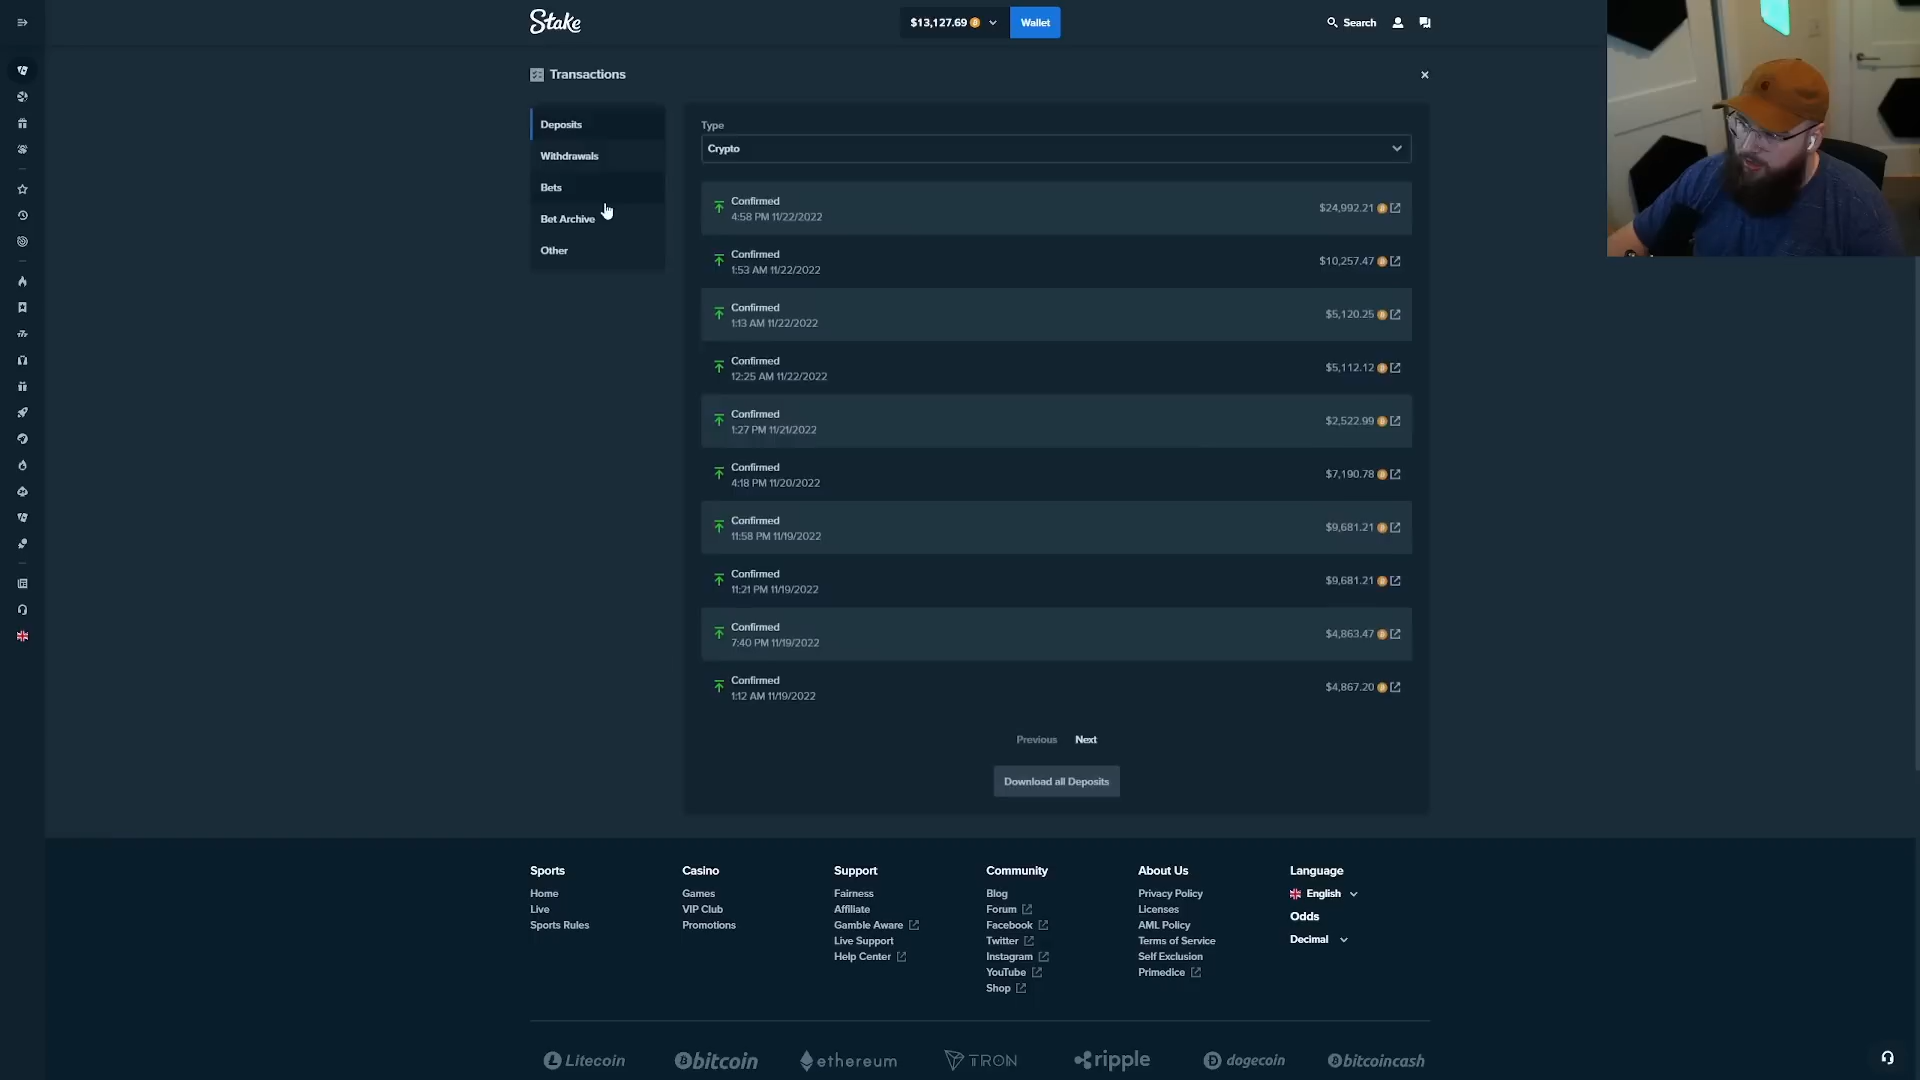 Stake
$13,127.69
Wallet
Search
Transactions
Deposits
Withdrawals
Bets
Bet Archive
Other
Type
Crypto
Confirmed
4:58 PM 11/22/2022
$24,992.21
Confirmed
1:53 AM 11/22/2022
$10,257.47
Confirmed
1:13 AM 11/22/2022
$5,120.25
Confirmed
12:25 AM 11/22/2022
$5,112.12
Confirmed
1:27 PM 11/21/2022
$2,522.99
Confirmed
4:18 PM 11/20/2022
$7,190.78
Confirmed
11:58 PM 11/19/2022
$9,681.21
Confirmed
11:21 PM 11/19/2022
$9,681.21
Confirmed
7:40 PM 11/19/2022
$4,863.47
Confirmed
1:12 AM 11/19/2022
$4,867.20
Previous Next
Download all Deposits
Sports
Home
Live
Sports Rules
Casino
Games
VIP Club
Promotions
Support
Fairness
Affiliate
Gamble Aware
Live Support
Help Center
Community
Blog
Forum
Facebook
Twitter
Instagram
YouTube
Shop
About Us
Privacy Policy
Licenses
AML Policy
Terms of Service
Self Exclusion
Primedice
Language
English
Odds
Decimal
Litecoin bitcoin ethereum TRON ripple dogecoin bitcoincash